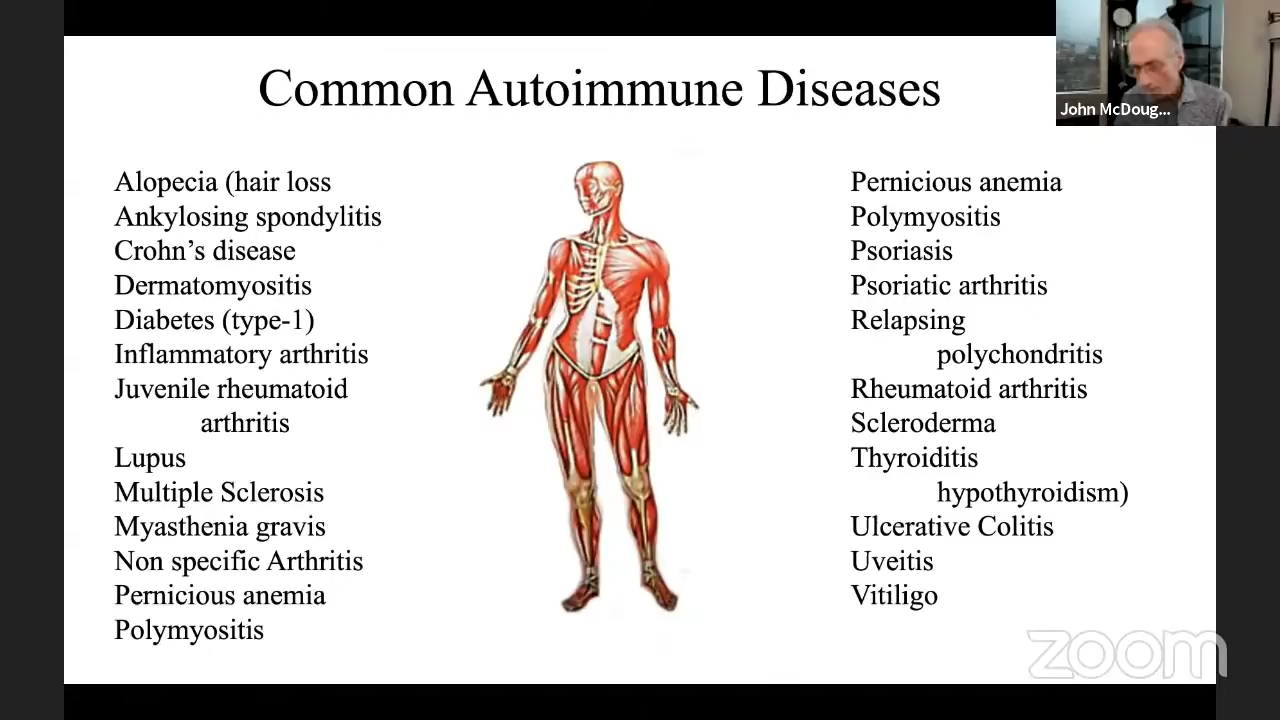 Common Autoimmune Diseases
John McDoug...
Alopecia (hair loss
Ankylosing spondylitis
Crohn’s disease
Dermatomyositis
Diabetes (type-1)
Inflammatory arthritis
Juvenile rheumatoid
arthritis
Lupus
Multiple Sclerosis
Myasthenia gravis
Non specific Arthritis
Pernicious anemia
Polymyositis
Pernicious anemia
Polymyositis
Psoriasis
Psoriatic arthritis
Relapsing
polychondritis
Rheumatoid arthritis
Scleroderma
Thyroiditis
hypothyroidism)
Ulcerative Colitis
Uveitis
Vitiligo
zoom